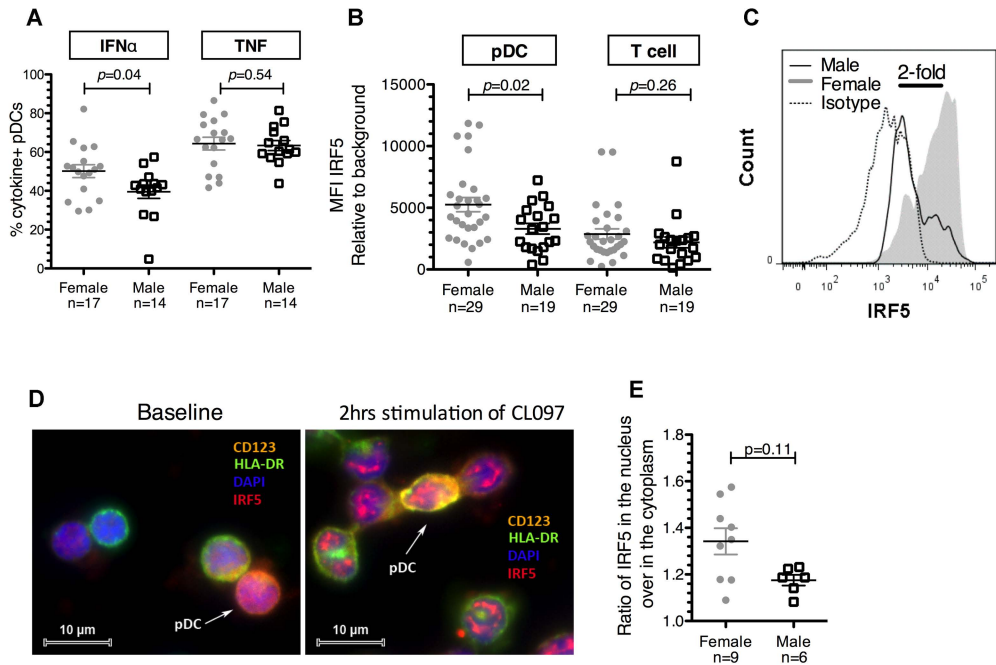 A
IFNα
TNF
% cytokine+ pDCs
100
80
60
40
20
0
p=0.04
p=0.54
Female
n=17
Male
n=14
Female
n=17
Male
n=14
B
pDC
T cell
MFI IRF5
Relative to background
15000
10000
5000
0
p=0.02
p=0.26
Female
n=29
Male
n=19
Female
n=29
Male
n=19
C
Male
Female
Isotype
2-fold
Count
0
0 10² 10³ 10⁴ 10⁵
IRF5
D
Baseline
CD123
HLA-DR
DAPI
IRF5
pDC
10 µm
2hrs stimulation of CL097
CD123
HLA-DR
DAPI
IRF5
pDC
10 µm
E
Ratio of IRF5 in the nucleus
over in the cytoplasm
1.8
1.6
1.4
1.2
1.0
p=0.11
Female
n=9
Male
n=6